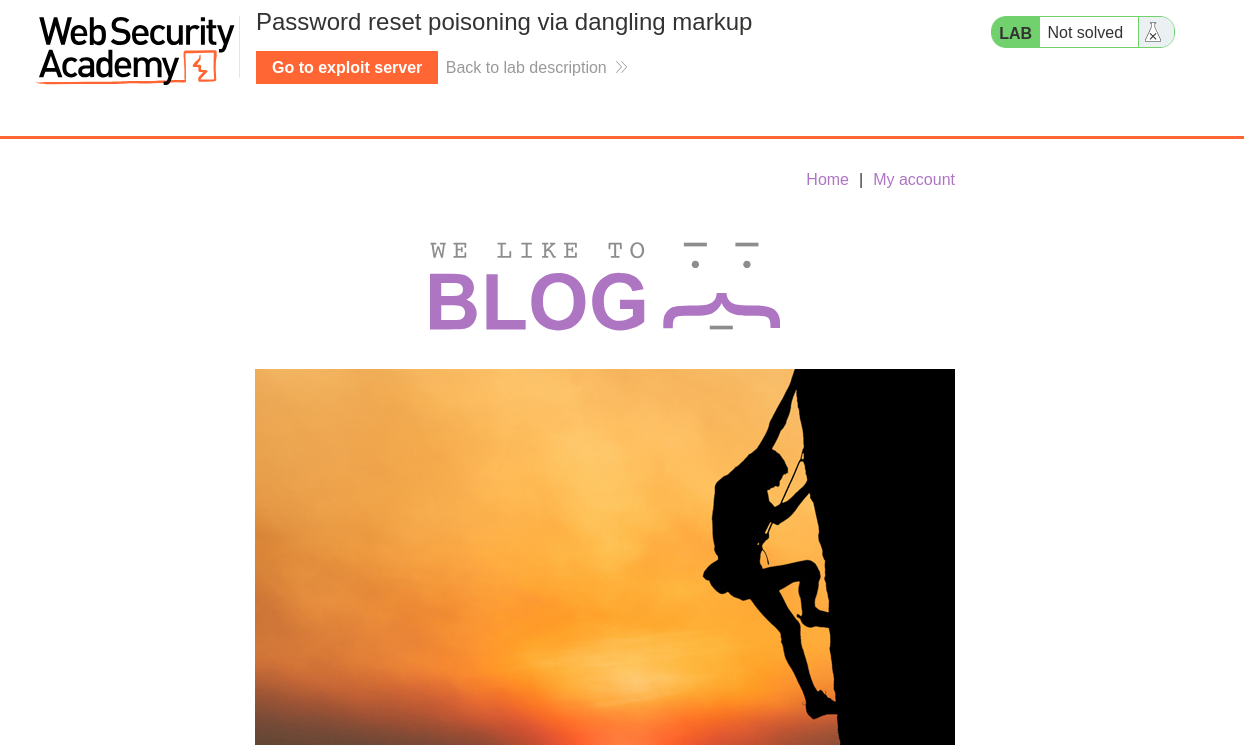 Web Security
Academy
Password reset poisoning via dangling markup
Go to exploit server
Back to lab description
LAB
Not solved
Home | My account
WE LIKE TO
BLOG